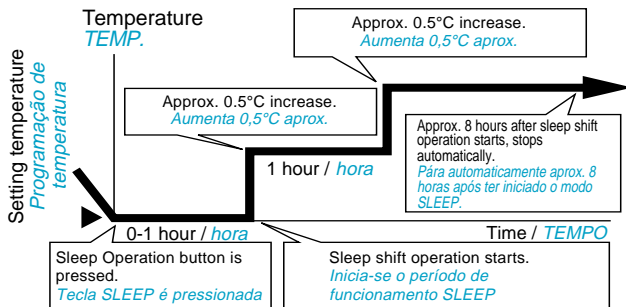 Temperature
TEMP.
Approx. 0.5°C increase.
Aumenta 0,5°C aprox.
Setting temperature
Programação de
temperatura
Approx. 0.5°C increase.
Aumenta 0,5°C aprox.
Approx. 8 hours after sleep shift
operation starts, stops
automatically.
Pára automaticamente aprox. 8
horas após ter iniciado o modo
SLEEP.
1 hour / hora
0-1 hour / hora
Time / TEMPO
Sleep Operation button is
pressed.
Tecla SLEEP é pressionada
Sleep shift operation starts.
Inicia-se o período de
funcionamento SLEEP